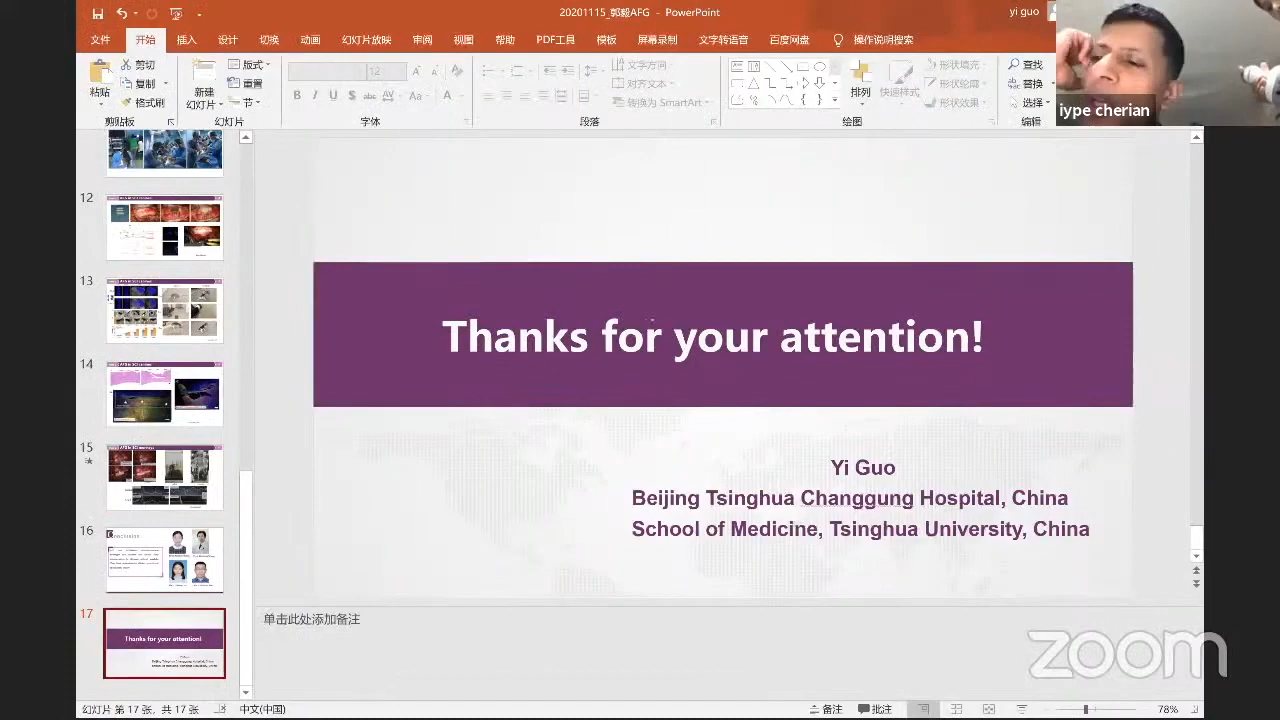 20201115_郭毅AFG - PowerPoint
yi guo
文件 开始 插入 设计 切换 动画 幻灯片放映 审阅 视图 帮助 PDF工具 模板 屏幕录制 文字转语音 百度网盘 操作说明搜索
粘贴 剪切 复制 格式刷
剪贴板
新建 幻灯片 版式 重置 节
幻灯片
12
字体
文字方向
对齐文本
转换为 SmartArt
段落
排列 快速样式 形状填充 形状轮廓 形状效果
绘图
查找
替换
选择
编辑
iype cherian
12
13
14
15
16
17
Thanks for your attention!
Thanks for your attention!
Yi Guo
Beijing Tsinghua Changgung Hospital, China
School of Medicine, Tsinghua University, China
单击此处添加备注
zoom
幻灯片 第 17 张，共 17 张 中文(中国) 备注 批注 78%